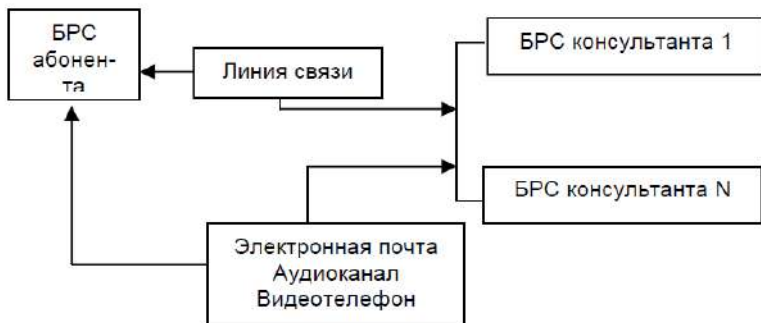 БРС
абонен-
та
Линия связи
БРС консультанта 1
БРС консультанта N
Электронная почта
Аудиоканал
Видеотелефон